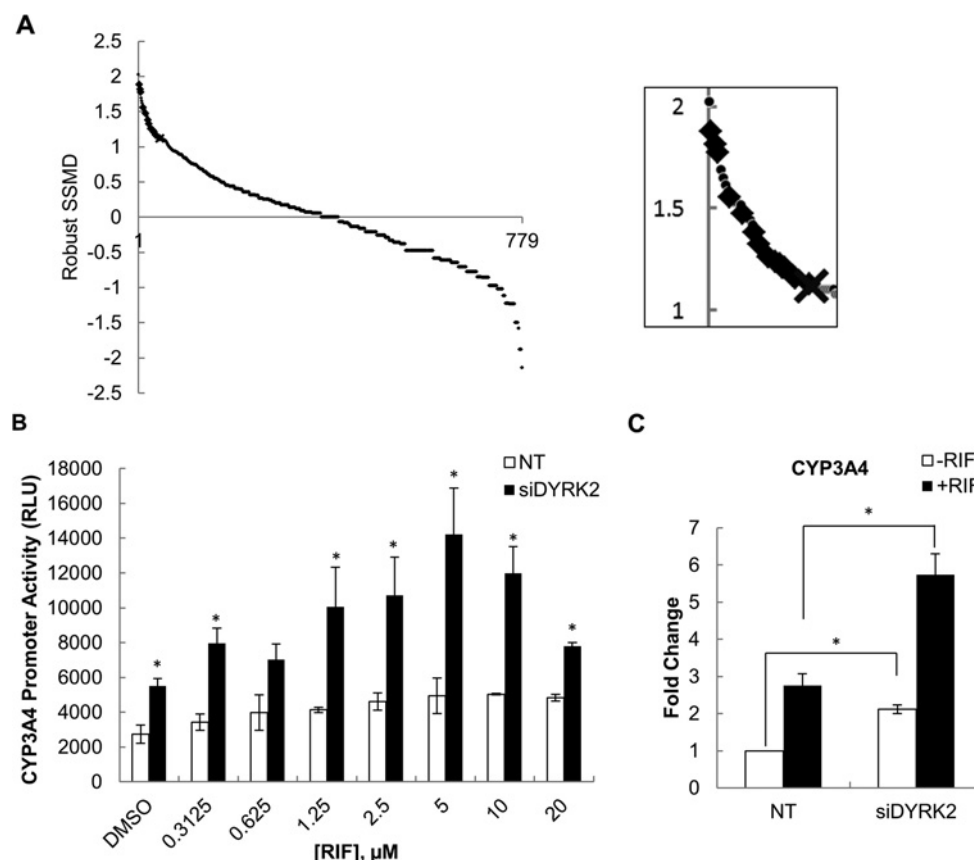 A
2.5
2
1.5
1
0.5
0
-0.5
-1
-1.5
-2
-2.5
Robust SSMD
1
779
2
1.5
1
B
CYP3A4 Promoter Activity (RLU)
18000
16000
14000
12000
10000
8000
6000
4000
2000
0
NT
siDYRK2
* * * * * * *
DMSO 0.3125 0.625 1.25 2.5 5 10 20
[RIF], µM
C
CYP3A4
-RIF
+RIF
Fold Change
7
6
5
4
3
2
1
0
*
*
NT siDYRK2